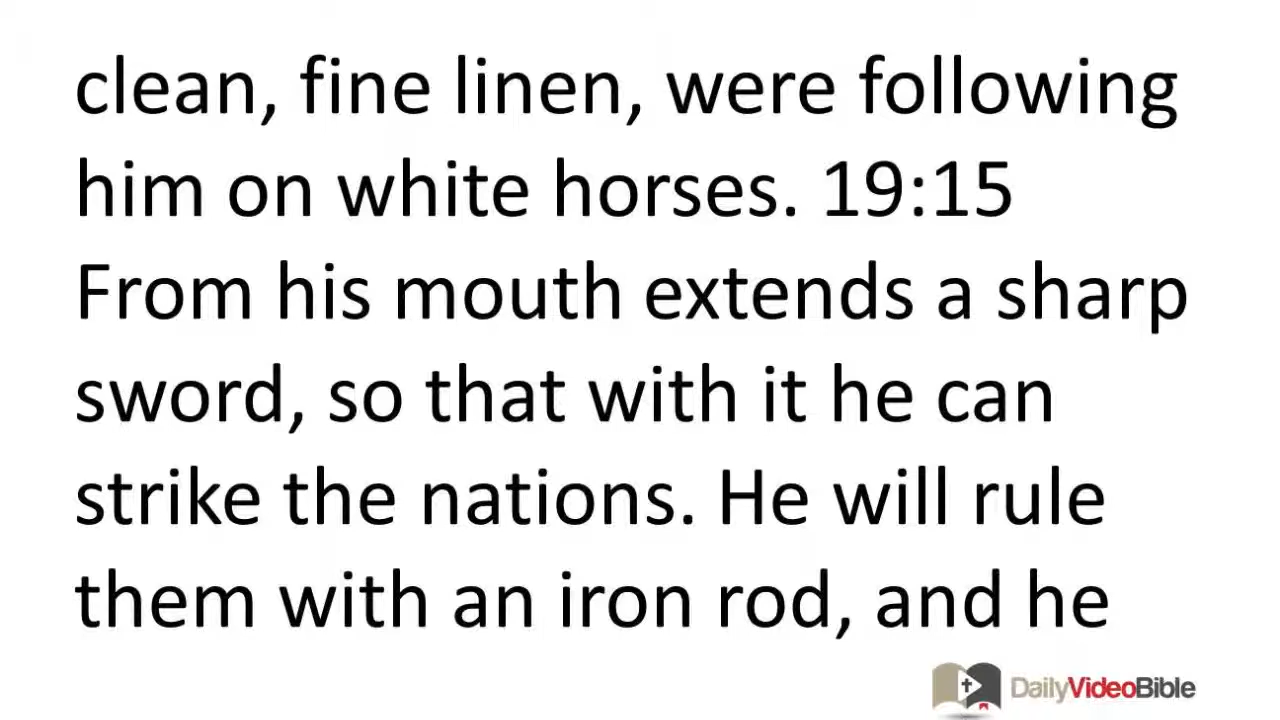 clean, fine linen, were following
him on white horses. 19:15
From his mouth extends a sharp
sword, so that with it he can
strike the nations. He will rule
them with an iron rod, and he
DailyVideoBible